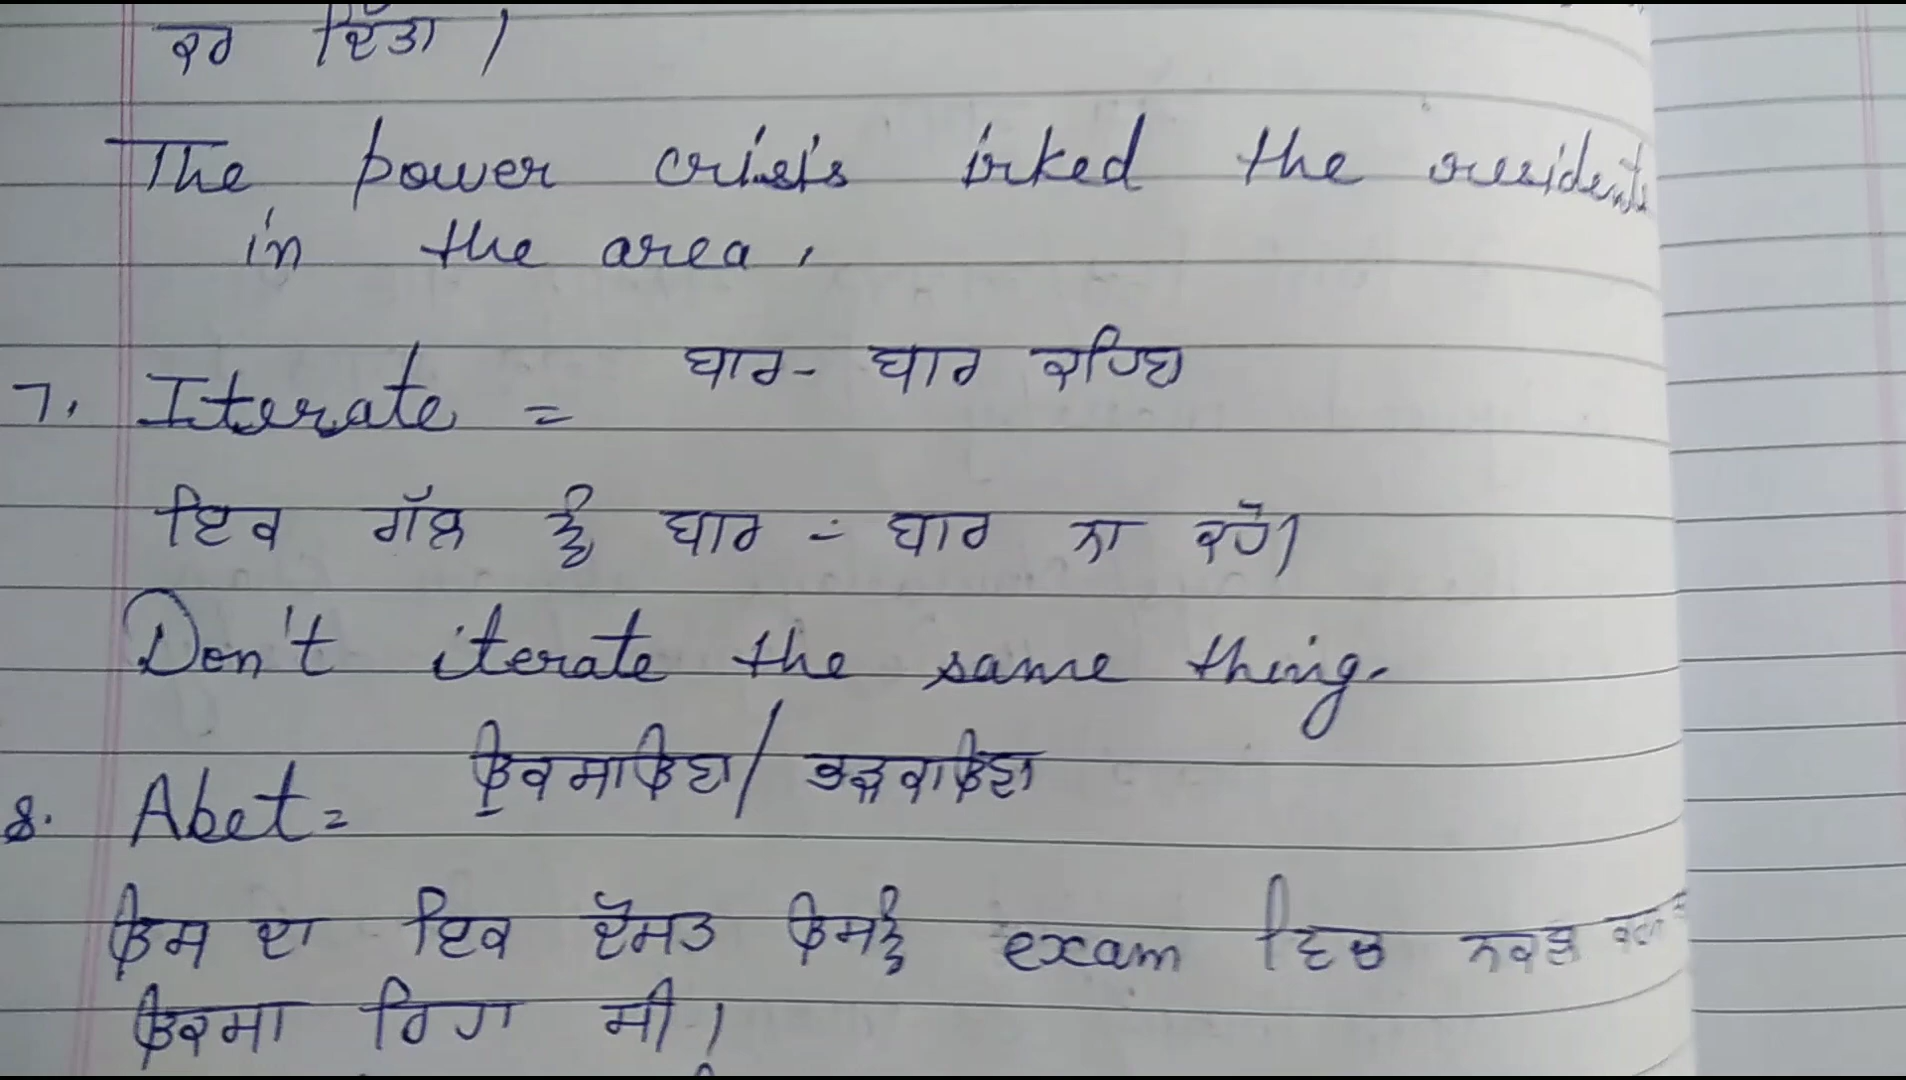 ਕਰ ਦਿੱਤਾ।
The power crisis irked the residents
in the area.
ਬਾਰ- ਬਾਰ ਕਹਿਣ
7. Iterate =
ਇਕ ਗੱਲ ਨੂੰ ਬਾਰ - ਬਾਰ ਨਾ ਕਹੋ।
Don't iterate the same thing.
ਉਕਸਾਉਣਾ/ ਭੜਕਾਉਣਾ
8. Abet =
ਉਸ ਦਾ ਇਕ ਦੋਸਤ ਉਸਨੂੰ exam ਵਿਚ ਨਕਲ
ਉਕਸਾ ਰਿਹਾ ਸੀ।